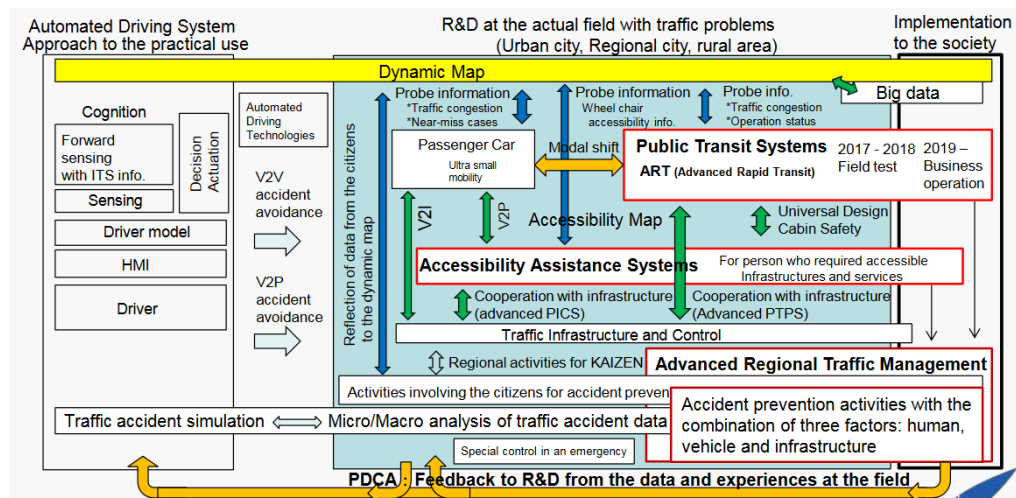 Automated Driving System
Approach to the practical use
R&D at the actual field with traffic problems
(Urban city, Regional city, rural area)
Implementation
to the society
Dynamic Map
Big data
Cognition
Forward
sensing
with ITS info.
Sensing
Decision
Actuation
Driver model
HMI
Driver
Automated
Driving
Technologies
V2V
accident
avoidance
V2P
accident
avoidance
Reflection of data from the citizens
to the dynamic map
Probe information
*Traffic congestion
*Near-miss cases
Probe information
Wheel chair
accessibility info.
Probe info.
*Traffic congestion
*Operation status
Passenger Car
Ultra small
mobility
Modal shift
Public Transit Systems
ART (Advanced Rapid Transit)
2017 - 2018
Field test
2019 –
Business
operation
V2I
V2P
Accessibility Map
Universal Design
Cabin Safety
Accessibility Assistance Systems
For person who required accessible
Infrastructures and services
Cooperation with infrastructure
(advanced PICS)
Cooperation with infrastructure
(Advanced PTPS)
Traffic Infrastructure and Control
Regional activities for KAIZEN
Advanced Regional Traffic Management
Activities involving the citizens for accident preven
Accident prevention activities with the
combination of three factors: human,
vehicle and infrastructure
Traffic accident simulation
Micro/Macro analysis of traffic accident data
Special control in an emergency
PDCA : Feedback to R&D from the data and experiences at the field